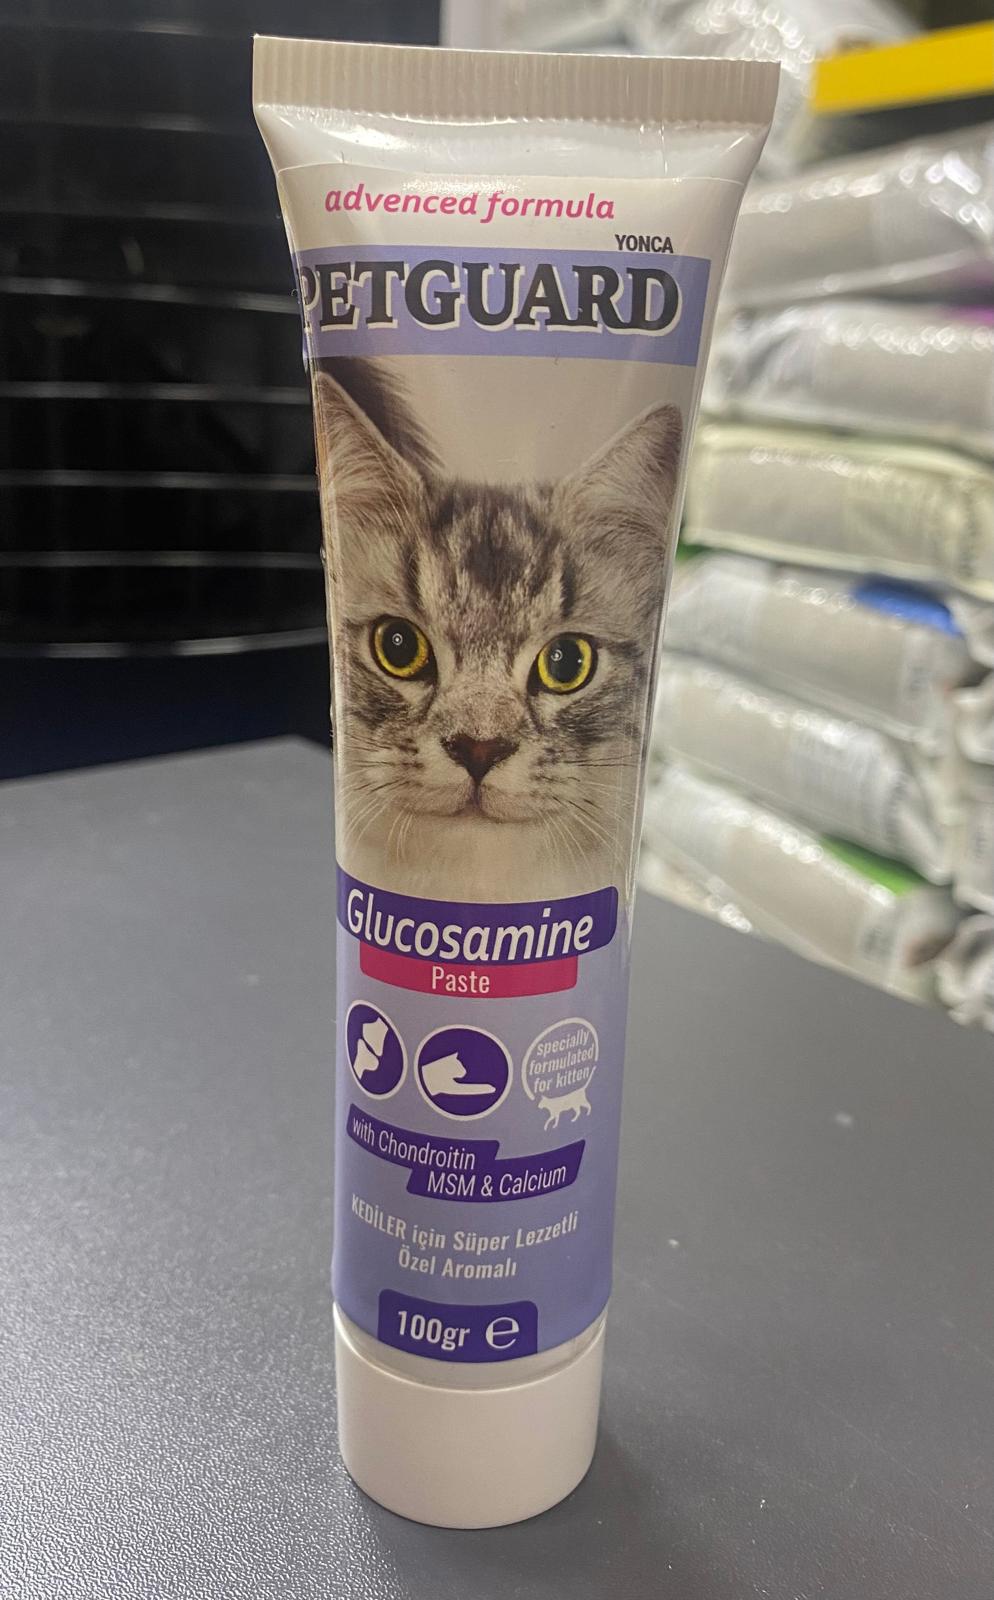 advenced formula
YONCA
PETGUARD
Glucosamine
Paste
specially
formulated
for kitten
with Chondroitin
MSM & Calcium
KEDİLER için Süper Lezzetli
Özel Aromalı
100gr ℮